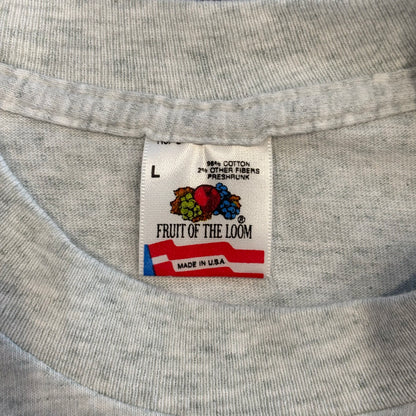 98% COTTON
L
2% OTHER FIBERS
PRESHRUNK
FRUIT OF THE LOOM
®
MADE IN U.S.A.